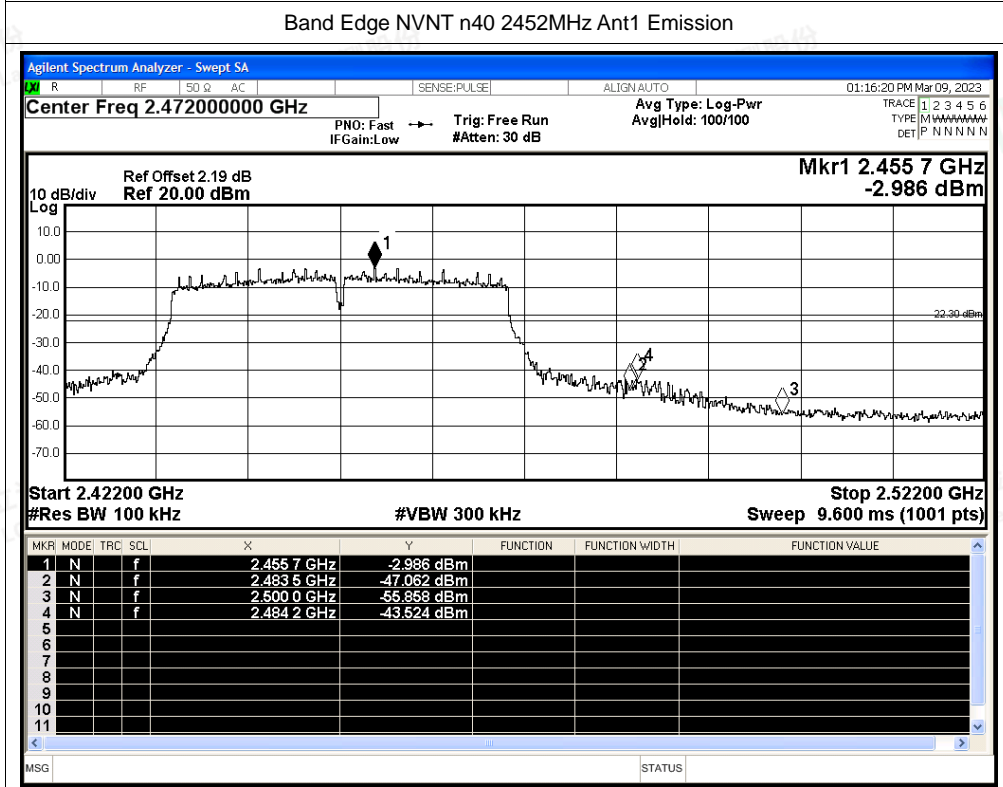 Band Edge NVNT n40 2452MHz Ant1 Emission
Agilent Spectrum Analyzer - Swept SA
LXI R RF 50 Ω AC SENSE:PULSE ALIGN AUTO 01:16:20 PM Mar 09, 2023
Center Freq 2.472000000 GHz
PNO: Fast
IFGain:Low
Trig: Free Run
#Atten: 30 dB
Avg Type: Log-Pwr
Avg|Hold: 100/100
TRACE 1 2 3 4 5 6
TYPE M WWWWW
DET P N N N N N
Mkr1 2.455 7 GHz
-2.986 dBm
Ref Offset 2.19 dB
10 dB/div Ref 20.00 dBm
Log
10.0
0.00
-10.0
-20.0
-30.0
-40.0
-50.0
-60.0
-70.0
1
22.30 dBm
4
2
3
Start 2.42200 GHz Stop 2.52200 GHz
#Res BW 100 kHz #VBW 300 kHz Sweep 9.600 ms (1001 pts)
MKR MODE TRC SCL X Y FUNCTION FUNCTION WIDTH FUNCTION VALUE
1 N f 2.455 7 GHz -2.986 dBm
2 N f 2.483 5 GHz -47.062 dBm
3 N f 2.500 0 GHz -55.858 dBm
4 N f 2.484 2 GHz -43.524 dBm
5
6
7
8
9
10
11
MSG STATUS